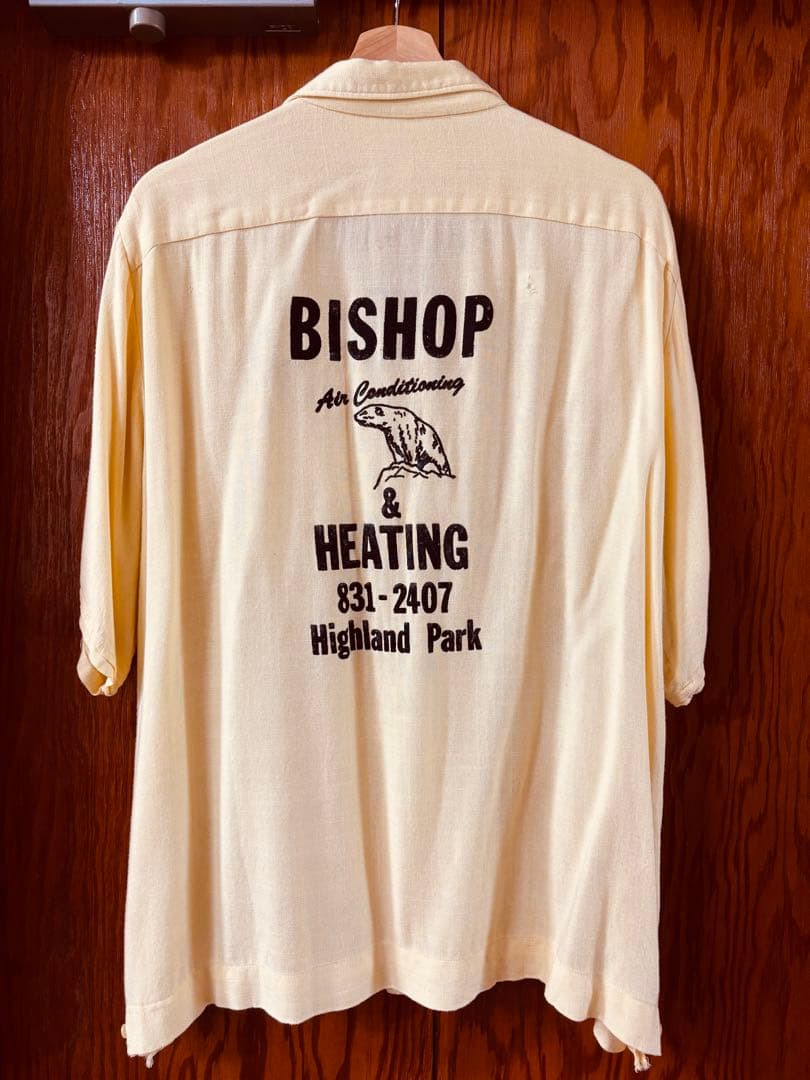 BISHOP
Air Conditioning
&
HEATING
831-2407
Highland Park